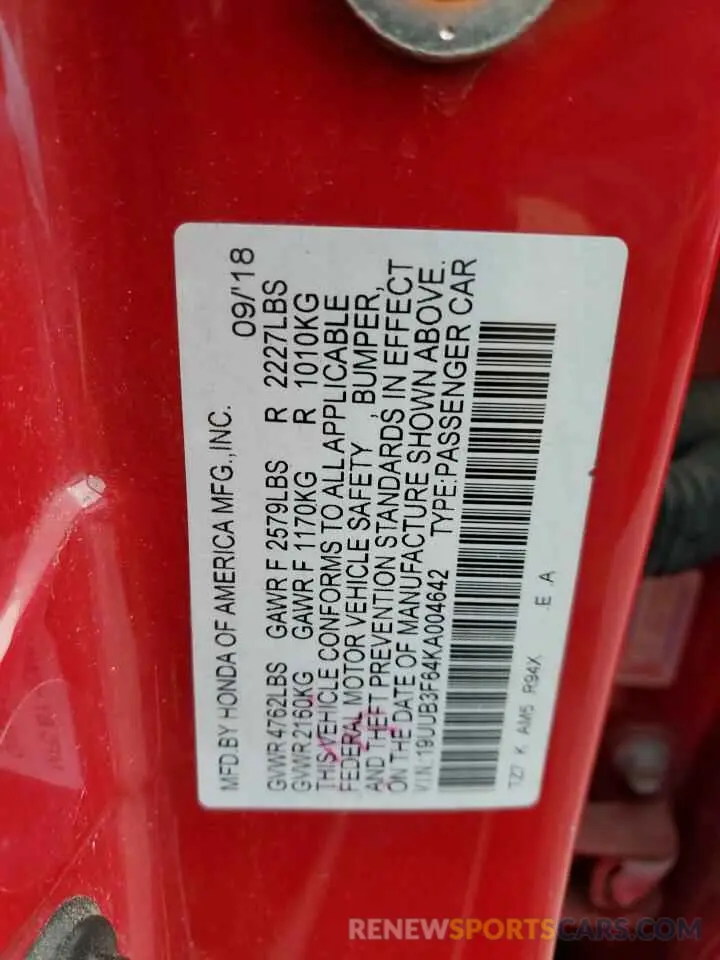 MFD BY HONDA OF AMERICA MFG.,INC. 09/'18
GVWR 4762LBS GAWR F 2579LBS R 2227LBS
GVWR 2160KG GAWR F 1170KG R 1010KG
THIS VEHICLE CONFORMS TO ALL APPLICABLE
FEDERAL MOTOR VEHICLE SAFETY , BUMPER,
AND THEFT PREVENTION STANDARDS IN EFFECT
ON THE DATE OF MANUFACTURE SHOWN ABOVE.
V.I.N: 19UUB3F64KA004642 TYPE:PASSENGER CAR
TZ7 K AM5 R94X .E .A
RENEWSPORTSCARS.COM